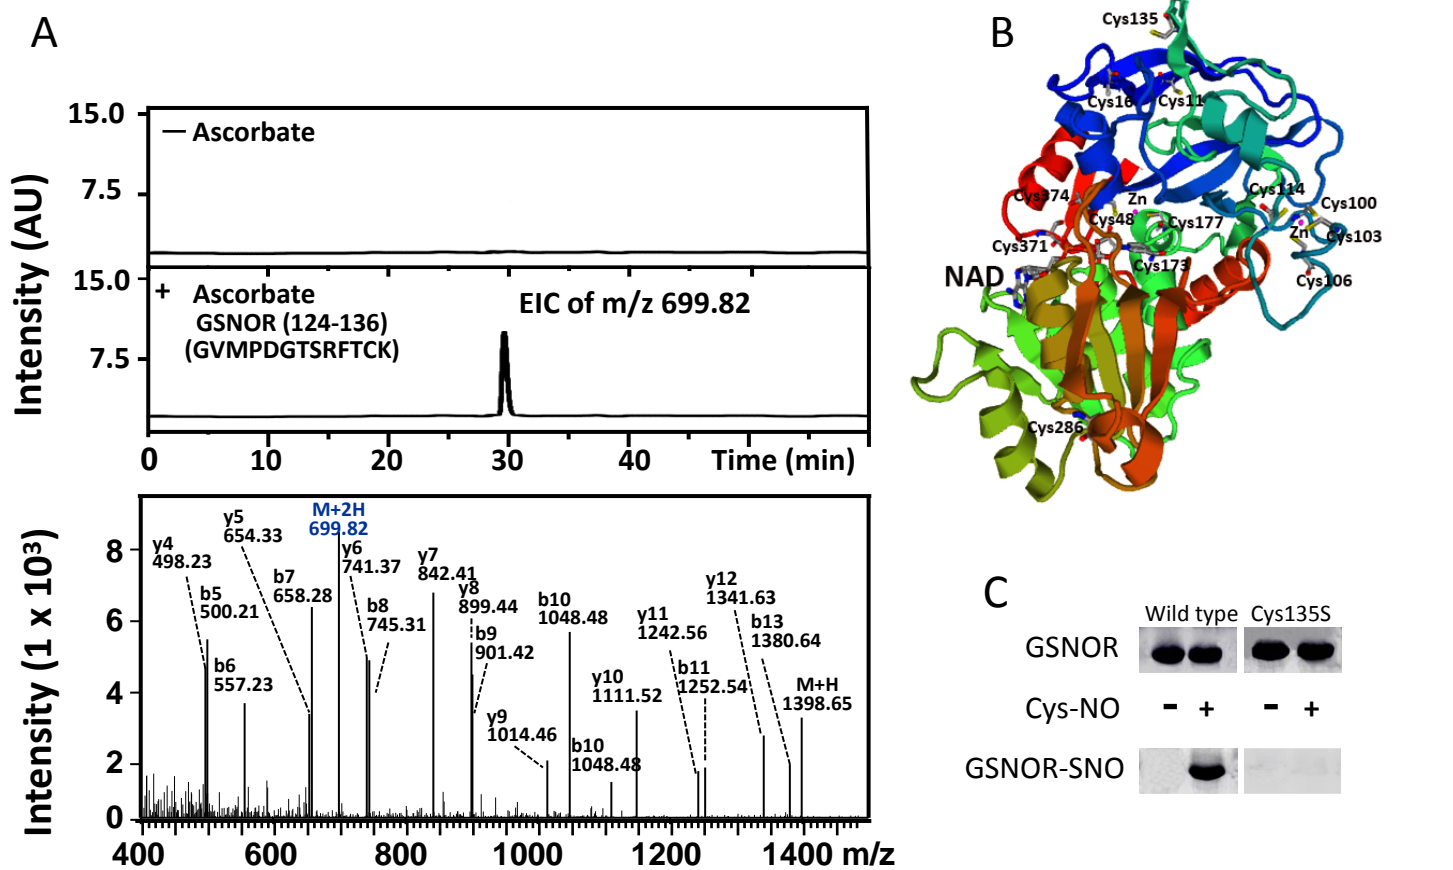 A
Intensity (AU)
15.0
7.5
— Ascorbate
15.0
7.5
+ Ascorbate
GSNOR (124-136)
(GVMPDGTSRFTCK)
EIC of m/z 699.82
0 10 20 30 40 Time (min)
Intensity (1 x 10³)
8
6
4
2
0
y4
498.23
b5
500.21
b6
557.23
y5
654.33
b7
658.28
M+2H
699.82
y6
741.37
b8
745.31
y7
842.41
y8
899.44
b9
901.42
y9
1014.46
b10
1048.48
b10
1048.48
y10
1111.52
y11
1242.56
b11
1252.54
y12
1341.63
b13
1380.64
M+H
1398.65
400 600 800 1000 1200 1400 m/z
B
Cys135
Cys16
Cys11
Cys374
Zn
Cys48
Cys177
Cys114
Cys100
Zn
Cys103
Cys371
Cys173
Cys106
NAD
Cys286
C
Wild type Cys135S
GSNOR
Cys-NO - + - +
GSNOR-SNO